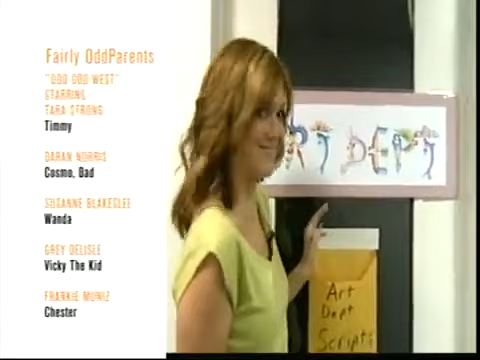 Fairly OddParents
"ODD ODD WEST"
STARRING
TARA STRONG
Timmy
DARAN NORRIS
Cosmo, Dad
SUSANNE BLAKESLEE
Wanda
GREY DELISLE
Vicky The Kid
FRANKIE MUNIZ
Chester
ART DEPT
Art
Dept
Scripts